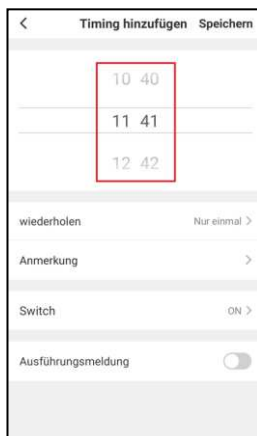 < Timing hinzufügen Speichern
10 40
11 41
12 42
wiederholen Nur einmal >
Anmerkung >
Switch ON >
Ausführungsmeldung